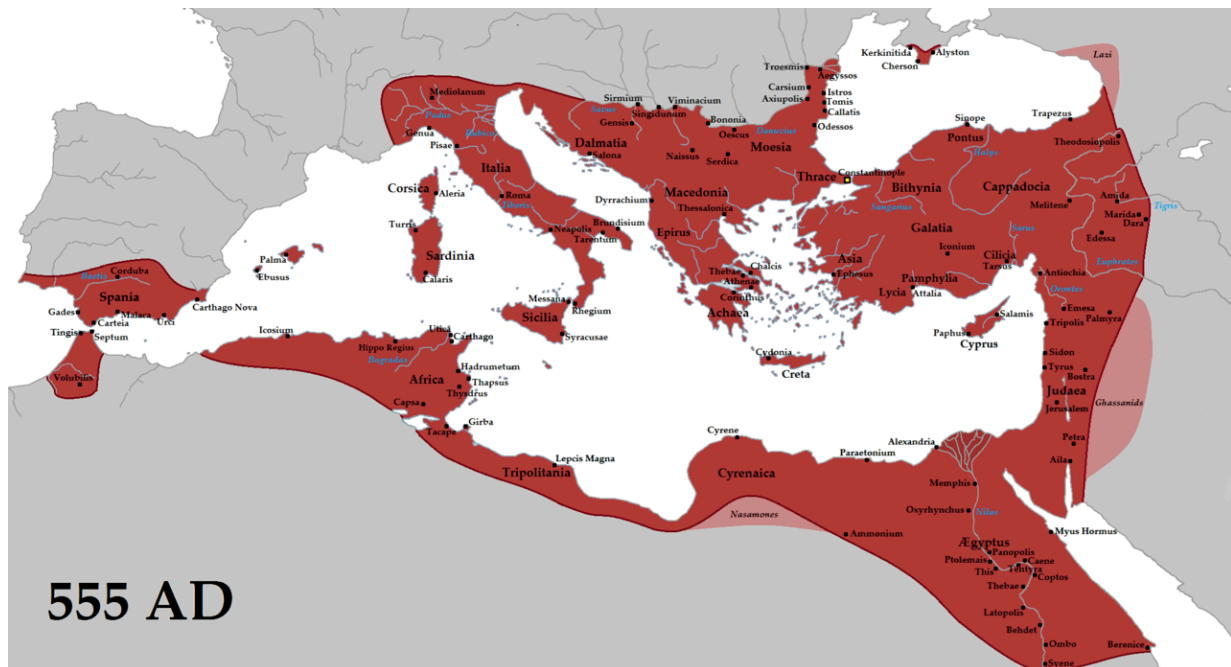 Kerkinitida
Alyston
Cherson
Lazi
Troesmis
Aegyssos
Carsium
Axiupolis
Istros
Tomis
Callatis
Odessos
Mediolanum
Padus
Genua
Rubico
Pisae
Sirmium
Viminacium
Savus
Singidunum
Gensis
Bononia
Oescus
Danuvius
Dalmatia
Salona
Naissus
Serdica
Moesia
Sinope
Trapezus
Pontus
Theodosiopolis
Halys
Italia
Corsica
Aleria
Roma
Tiberis
Thrace
Constantinople
Bithynia
Cappadocia
Macedonia
Thessalonica
Dyrrachium
Sangarius
Melitene
Amida
Marida
Dara
Tigris
Turris
Neapolis
Brundisium
Tarentum
Epirus
Galatia
Sarus
Edessa
Sardinia
Calaris
Iconium
Cilicia
Tarsus
Euphrates
Palma
Ebusus
Baetis
Corduba
Spania
Carthago Nova
Gades
Malaca
Urci
Carteia
Tingis
Septum
Volubilis
Thebae
Chalcis
Athenae
Corinthus
Achaea
Asia
Ephesus
Pamphylia
Lycia
Attalia
Antiochia
Orontes
Messana
Rhegium
Sicilia
Syracusae
Salamis
Paphus
Cyprus
Emesa
Palmyra
Tripolis
Icosium
Utica
Carthago
Hippo Regius
Bagradas
Hadrumetum
Africa
Thapsus
Thysdrus
Capsa
Tacape
Girba
Cydonia
Creta
Sidon
Tyrus
Bostra
Judaea
Jerusalem
Ghassanids
Petra
Aila
Lepcis Magna
Tripolitania
Cyrene
Cyrenaica
Paraetonium
Alexandria
Nasamones
Ammonium
Memphis
Oxyrhynchus
Nilus
Myus Hormus
Ægyptus
Panopolis
Ptolemais
Caene
This
Tentyra
Coptos
Thebae
Latopolis
Behdet
Ombo
Syene
Berenice
555 AD